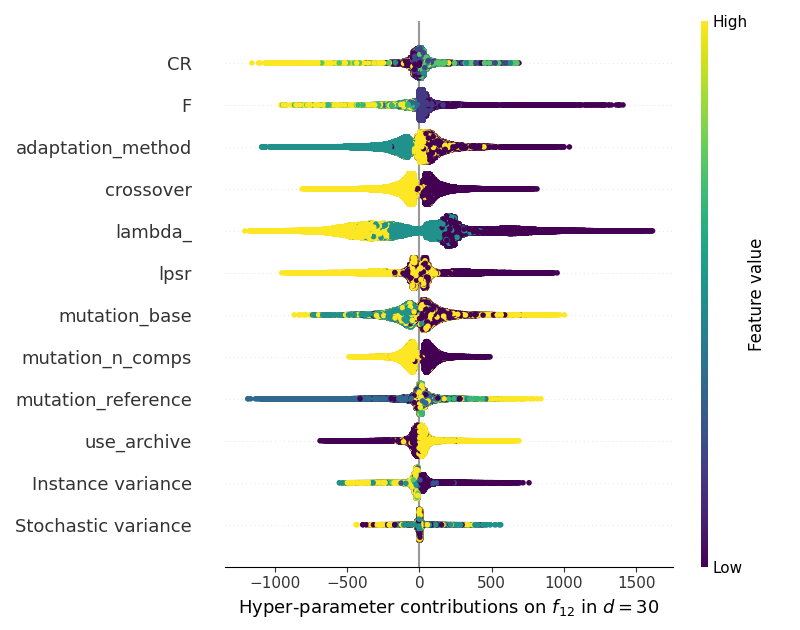 High
CR
F
adaptation_method
crossover
lambda_
lpsr
mutation_base
mutation_n_comps
mutation_reference
use_archive
Instance variance
Stochastic variance
Feature value
Low
−1000 −500 0 500 1000 1500
Hyper-parameter contributions on f₁₂ in d = 30